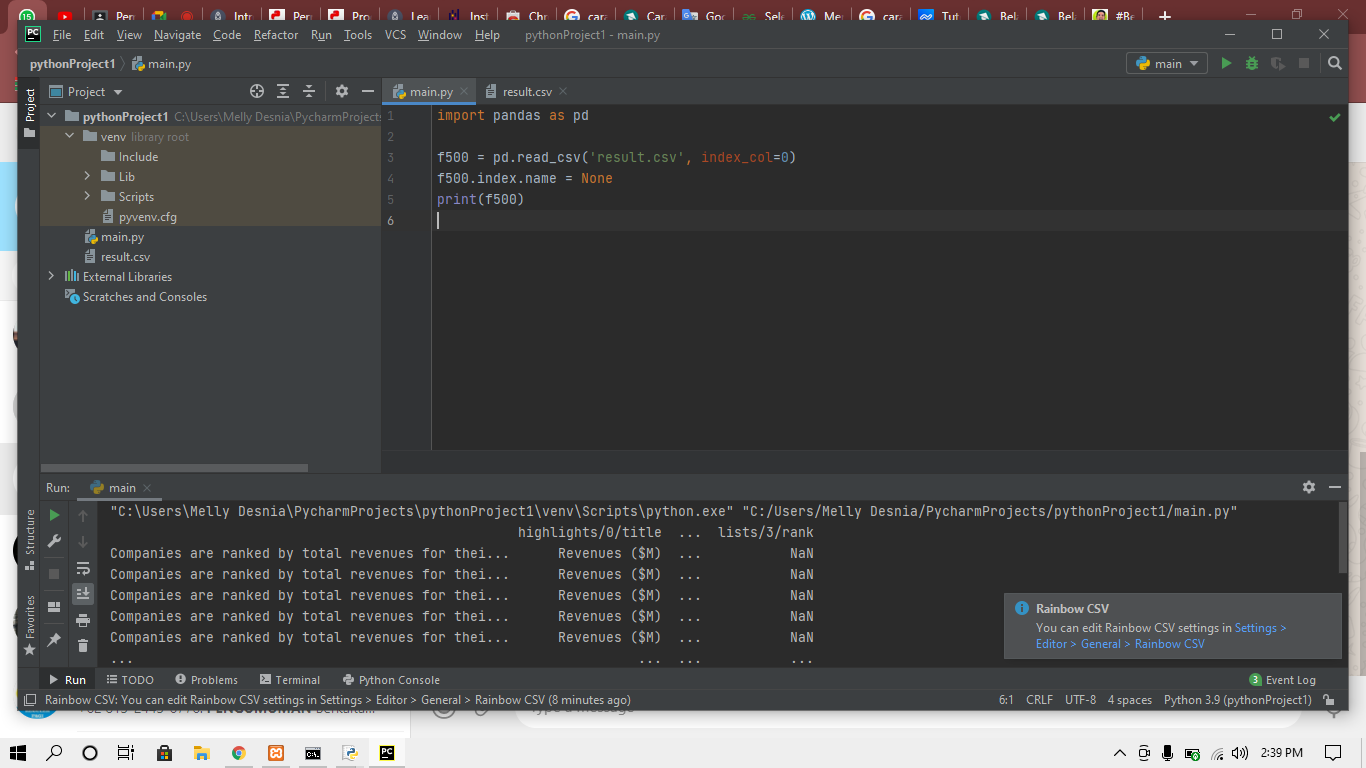 15 Per Intr Per Pro Lea Inst Chr cara Can Goo Sel Me cara Tut Bela Bela #Be
PC File Edit View Navigate Code Refactor Run Tools VCS Window Help pythonProject1 - main.py
pythonProject1 main.py main
Project Project main.py result.csv
pythonProject1 C:\Users\Melly Desnia\PycharmProjects
venv library root
Include
Lib
Scripts
pyvenv.cfg
main.py
result.csv
External Libraries
Scratches and Consoles
1 import pandas as pd
2
3 f500 = pd.read_csv('result.csv', index_col=0)
4 f500.index.name = None
5 print(f500)
6
Run: main
"C:\Users\Melly Desnia\PycharmProjects\pythonProject1\venv\Scripts\python.exe" "C:/Users/Melly Desnia/PycharmProjects/pythonProject1/main.py"
highlights/0/title ... lists/3/rank
Companies are ranked by total revenues for thei... Revenues ($M) ... NaN
Companies are ranked by total revenues for thei... Revenues ($M) ... NaN
Companies are ranked by total revenues for thei... Revenues ($M) ... NaN
Companies are ranked by total revenues for thei... Revenues ($M) ... NaN
Companies are ranked by total revenues for thei... Revenues ($M) ... NaN
... ... ... ...
Structure
Favorites
Rainbow CSV
You can edit Rainbow CSV settings in Settings >
Editor > General > Rainbow CSV
Run TODO Problems Terminal Python Console 3 Event Log
Rainbow CSV: You can edit Rainbow CSV settings in Settings > Editor > General > Rainbow CSV (8 minutes ago) 6:1 CRLF UTF-8 4 spaces Python 3.9 (pythonProject1)
PC 2:39 PM